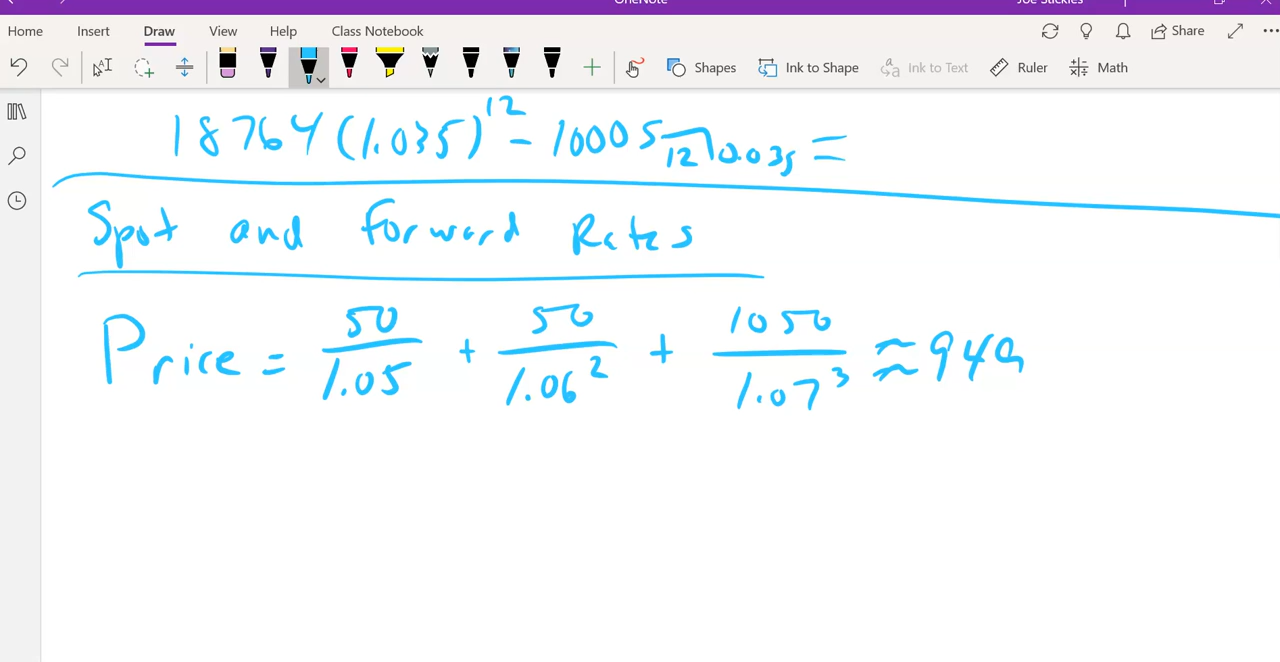 OneNote
Joe Stickles
Home Insert Draw View Help Class Notebook Share
Shapes Ink to Shape Ink to Text Ruler Math
18764(1.035)^12 - 1000 s_12⌉0.035 =
Spot and Forward Rates
Price = 50/1.05 + 50/1.06^2 + 1050/1.07^3 ≈ 949